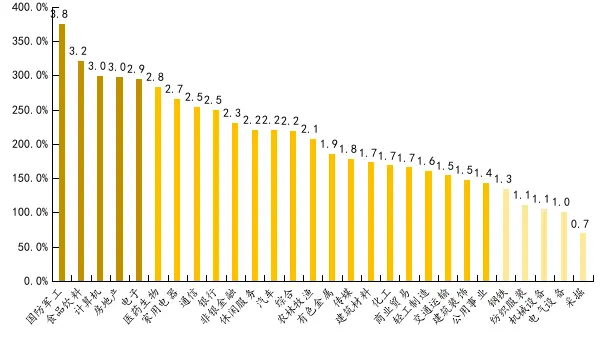 400.0%
350.0%
300.0%
250.0%
200.0%
150.0%
100.0%
50.0%
0.0%
3.8
3.2
3.0
3.0
2.9
2.8
2.7
2.5
2.5
2.3
2.2
2.2
2.2
2.1
1.9
1.8
1.7
1.7
1.7
1.6
1.5
1.5
1.4
1.3
1.1
1.1
1.0
0.7
国防军工
食品饮料
计算机
房地产
电子
医药生物
家用电器
通信
银行
非银金融
休闲服务
汽车
综合
农林牧渔
有色金属
传媒
建筑材料
化工
商业贸易
轻工制造
交通运输
建筑装饰
公用事业
钢铁
纺织服装
机械设备
电气设备
采掘